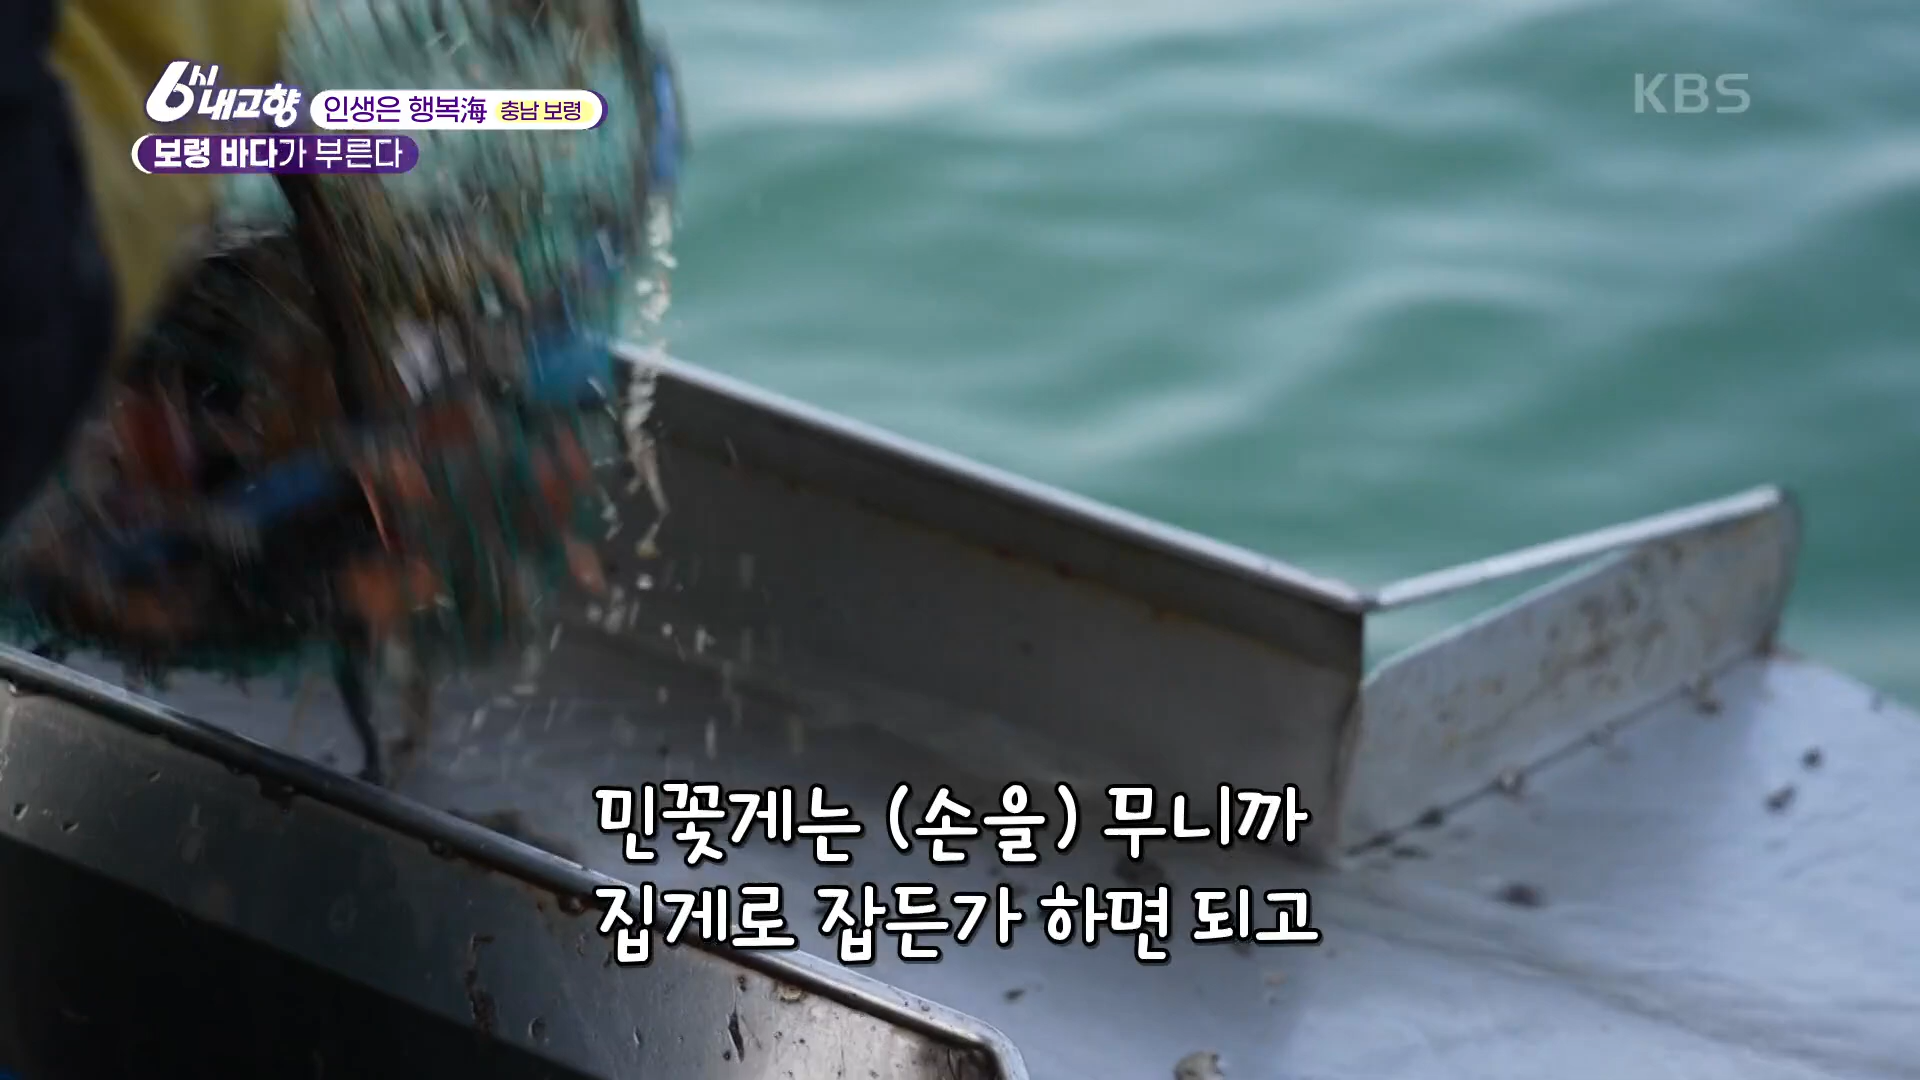 6시 내고향 인생은 행복海 충남 보령
보령 바다가 부른다
KBS
민꽃게는 (손을) 무니까
집게로 잡든가 하면 되고